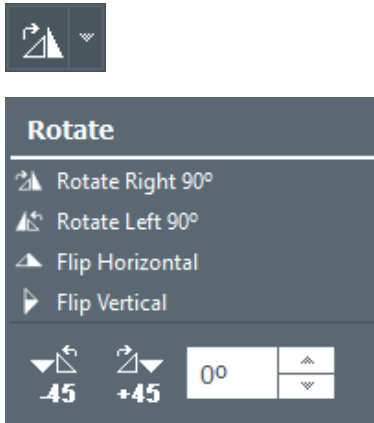 Rotate
Rotate Right 90º
Rotate Left 90º
Flip Horizontal
Flip Vertical
-45 +45 0º